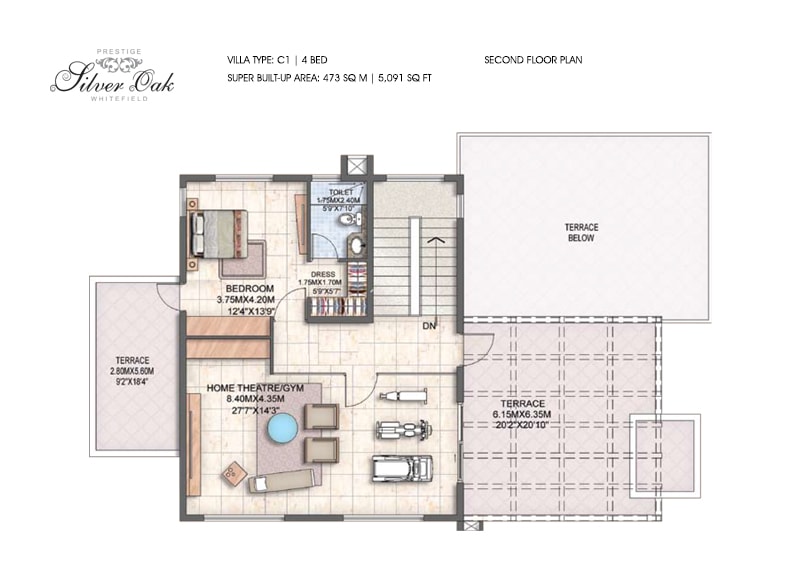 PRESTIGE
Silver Oak
WHITEFIELD
VILLA TYPE: C1 | 4 BED
SUPER BUILT-UP AREA: 473 SQ M | 5,091 SQ FT
SECOND FLOOR PLAN
TOILET
1.75MX2.40M
5'9"X7'10"
TERRACE
BELOW
BEDROOM
3.75MX4.20M
12'4"X13'9"
DRESS
1.75MX1.70M
5'9"X5'7"
DN
TERRACE
2.80MX5.60M
9'2"X18'4"
HOME THEATRE/GYM
8.40MX4.35M
27'7"X14'3"
TERRACE
6.15MX6.35M
20'2"X20'10"